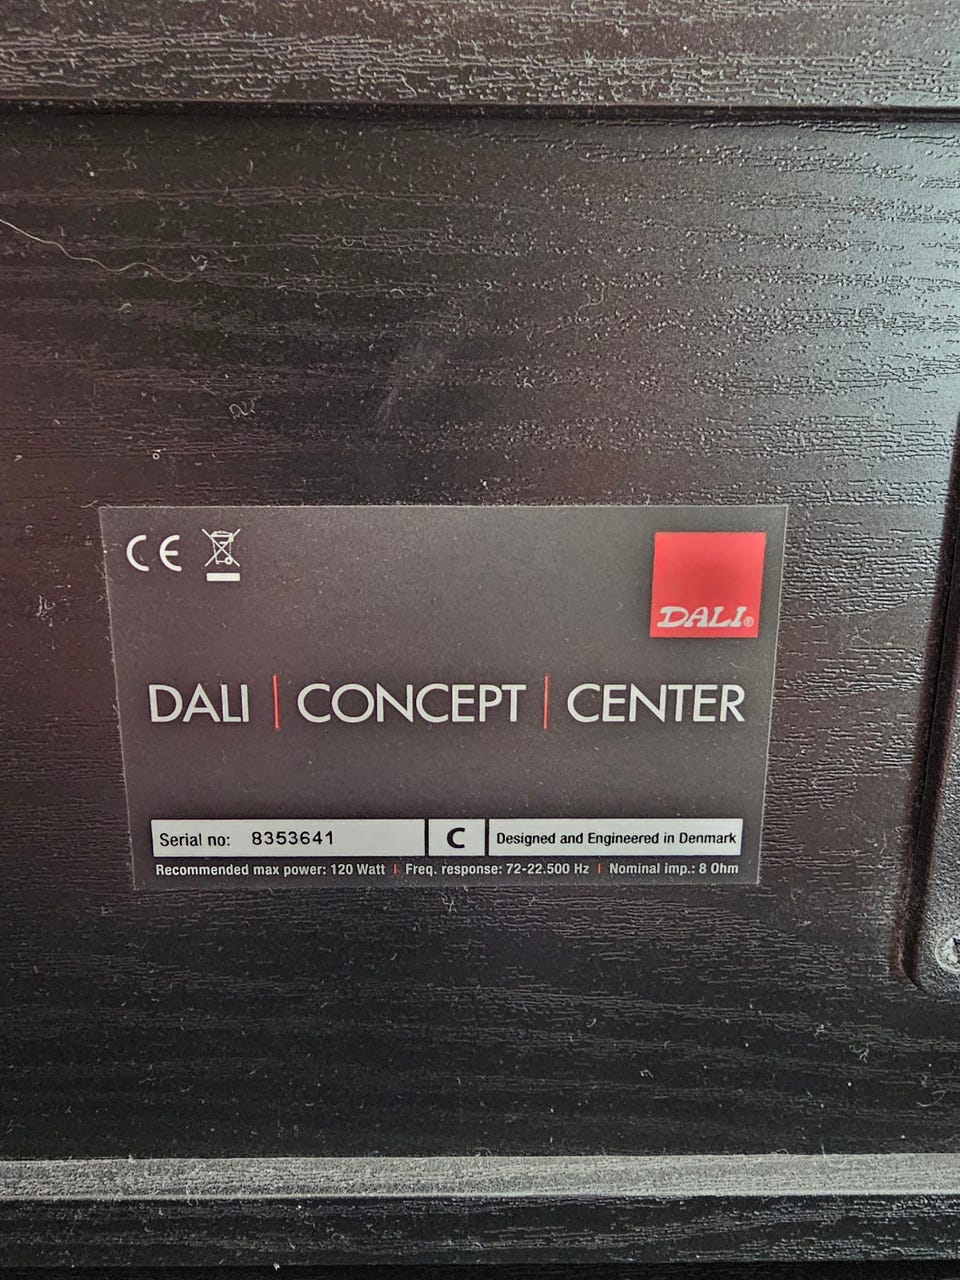 CE
DALI®
DALI | CONCEPT | CENTER
Serial no: 8353641 C Designed and Engineered in Denmark
Recommended max power: 120 Watt | Freq. response: 72-22.500 Hz | Nominal imp.: 8 Ohm